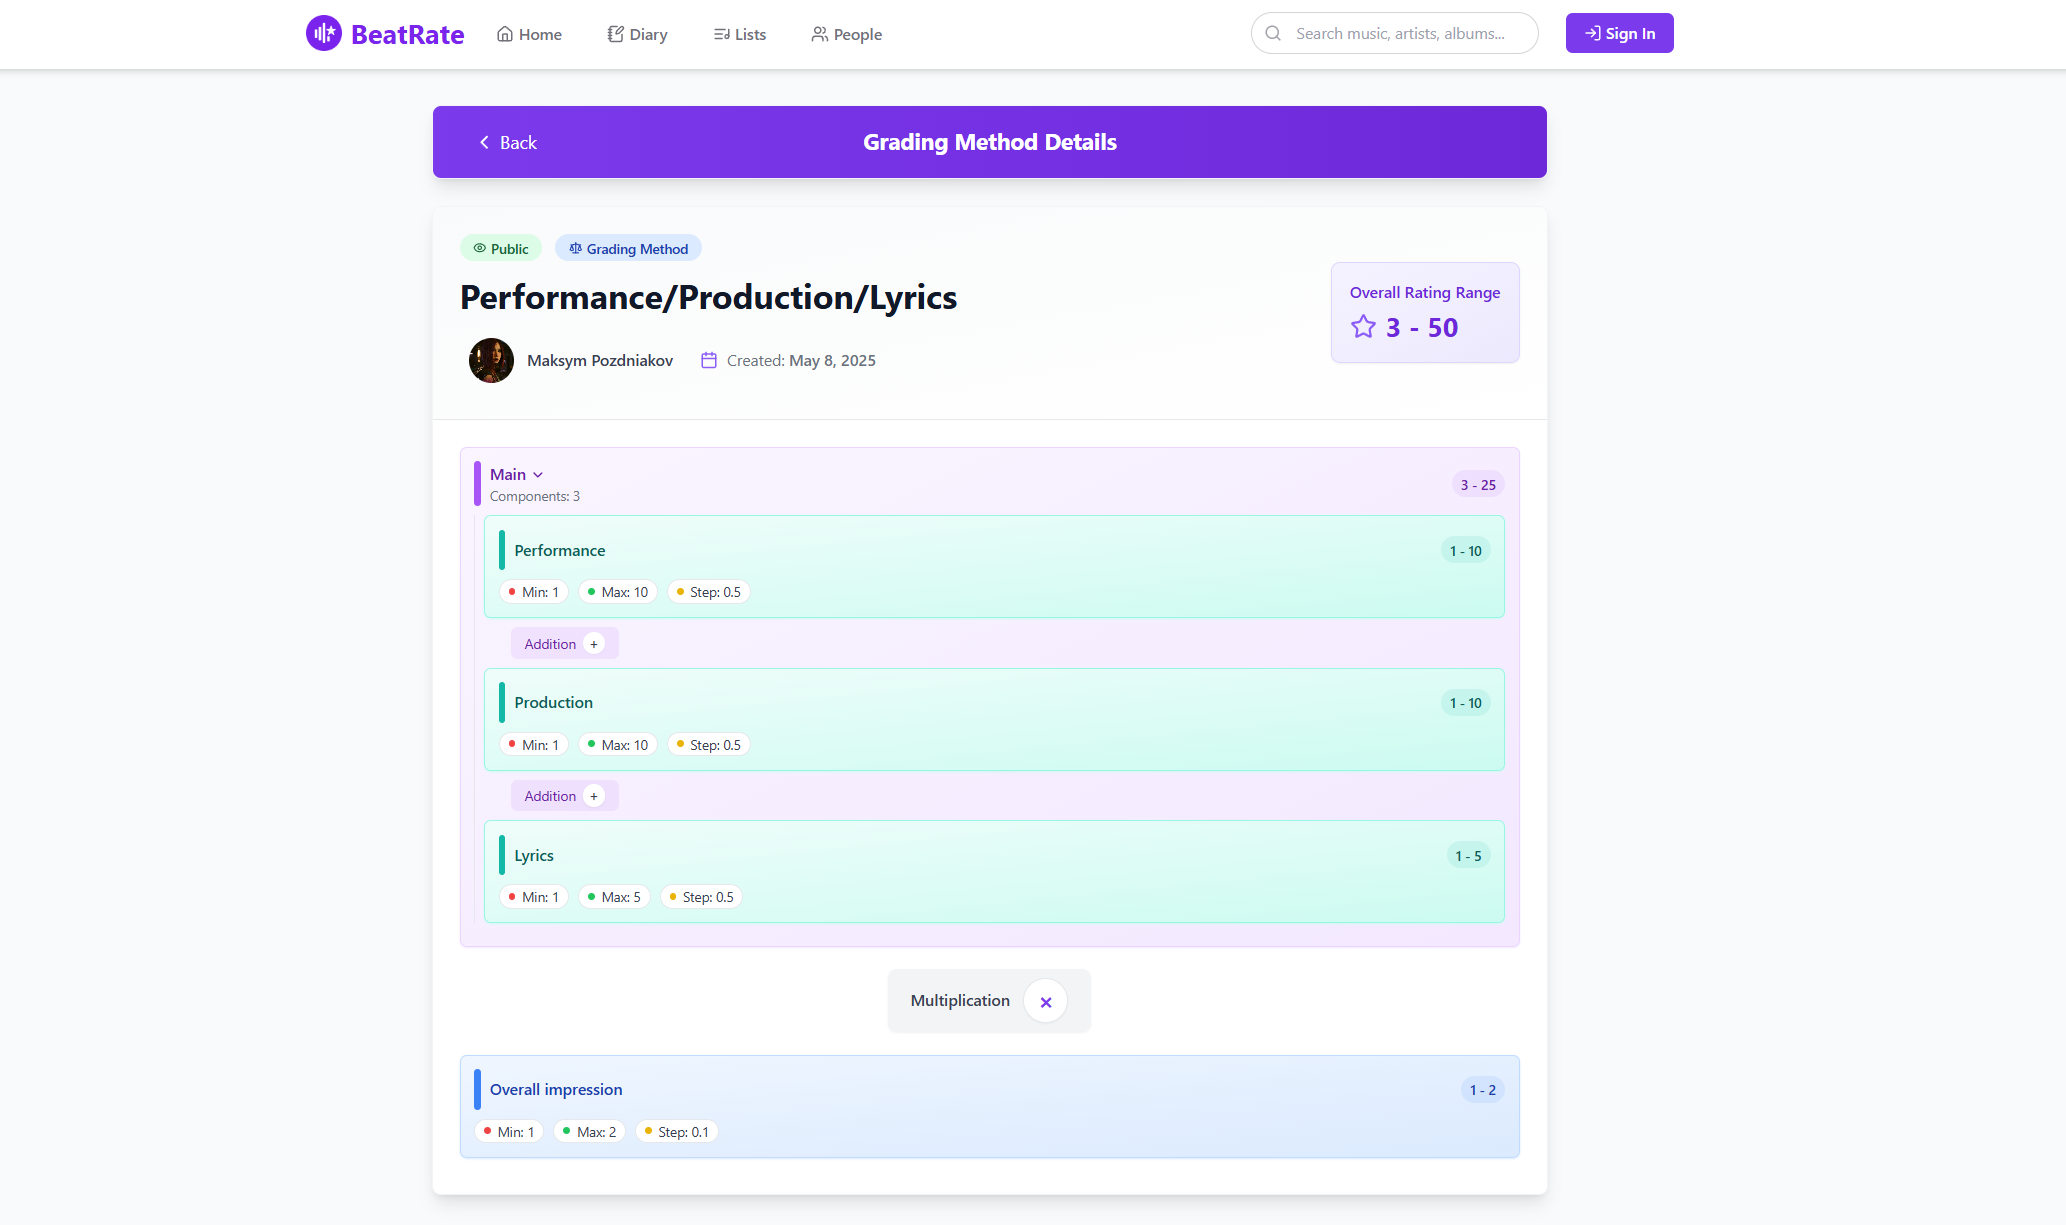 BeatRate
Home
Diary
Lists
People
Search music, artists, albums...
Sign In
Back
Grading Method Details
Public
Grading Method
Performance/Production/Lyrics
Maksym Pozdniakov
Created: May 8, 2025
Overall Rating Range
3 - 50
Main
Components: 3
3 - 25
Performance
1 - 10
Min: 1
Max: 10
Step: 0.5
Addition +
Production
1 - 10
Min: 1
Max: 10
Step: 0.5
Addition +
Lyrics
1 - 5
Min: 1
Max: 5
Step: 0.5
Multiplication ×
Overall impression
1 - 2
Min: 1
Max: 2
Step: 0.1